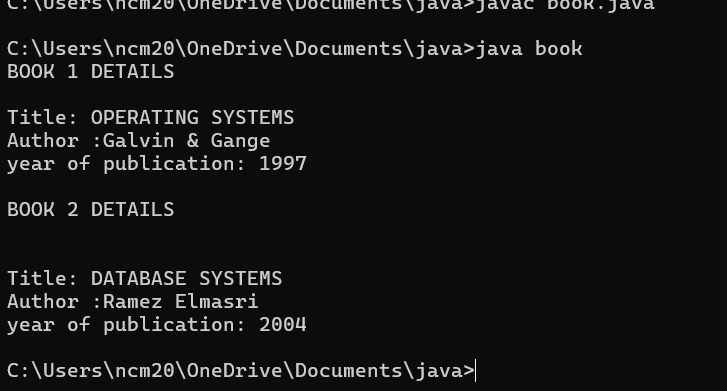 C:\Users\ncm20\OneDrive\Documents\java>javac book.java
C:\Users\ncm20\OneDrive\Documents\java>java book
BOOK 1 DETAILS
Title: OPERATING SYSTEMS
Author :Galvin & Gange
year of publication: 1997
BOOK 2 DETAILS
Title: DATABASE SYSTEMS
Author :Ramez Elmasri
year of publication: 2004
C:\Users\ncm20\OneDrive\Documents\java>